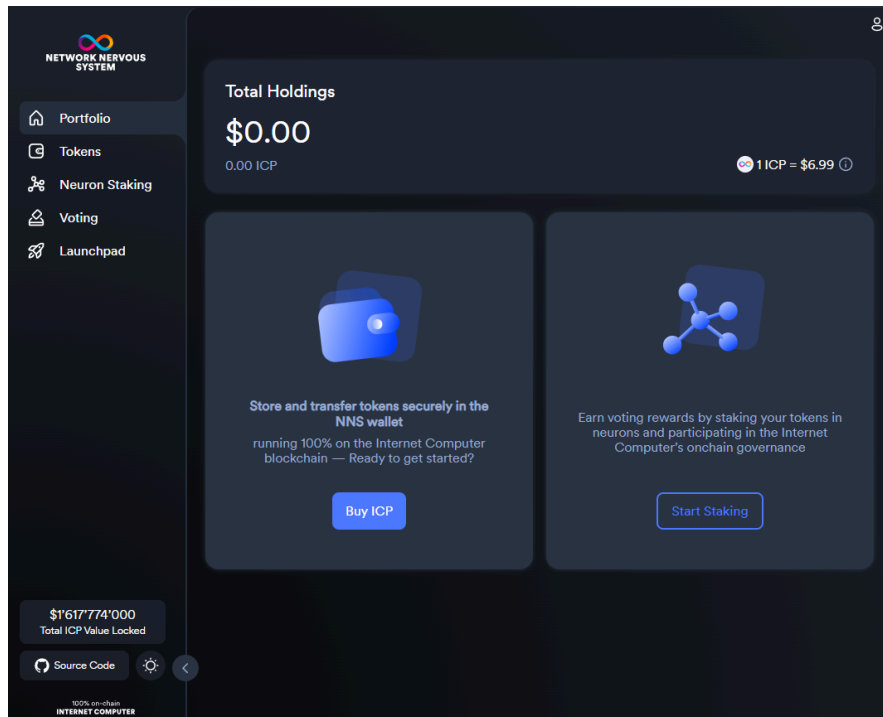 NETWORK NERVOUS
SYSTEM
Portfolio
Tokens
Neuron Staking
Voting
Launchpad
$1'617'774'000
Total ICP Value Locked
Source Code
100% on-chain
INTERNET COMPUTER
Total Holdings
$0.00
0.00 ICP
1 ICP = $6.99
Store and transfer tokens securely in the
NNS wallet
running 100% on the Internet Computer
blockchain — Ready to get started?
Buy ICP
Earn voting rewards by staking your tokens in
neurons and participating in the Internet
Computer's onchain governance
Start Staking